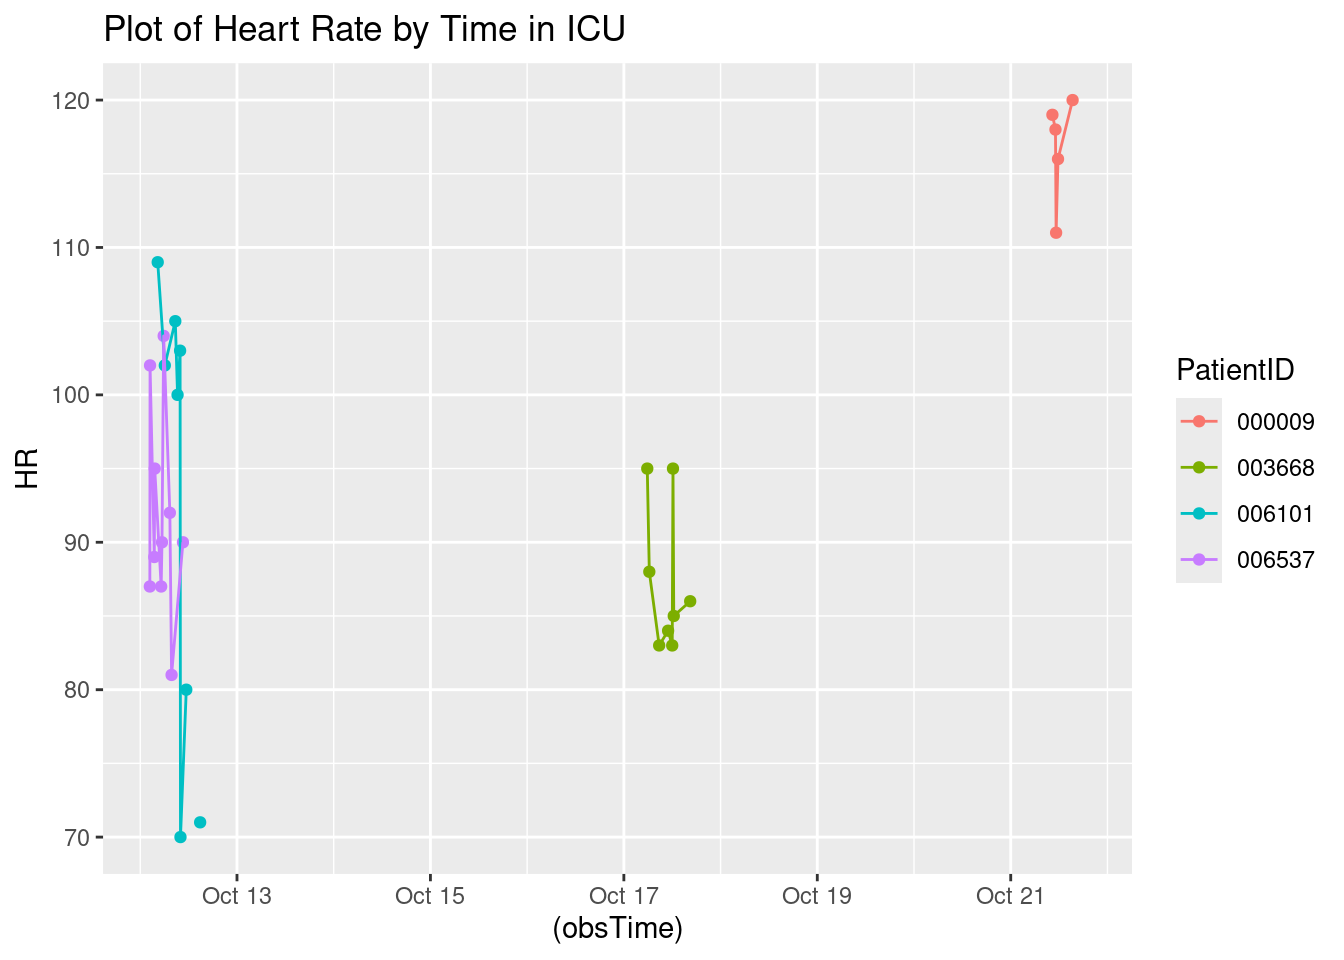 Plot of Heart Rate by Time in ICU
120
110
100
90
80
70
HR
Oct 13
Oct 15
Oct 17
Oct 19
Oct 21
(obsTime)
PatientID
000009
003668
006101
006537